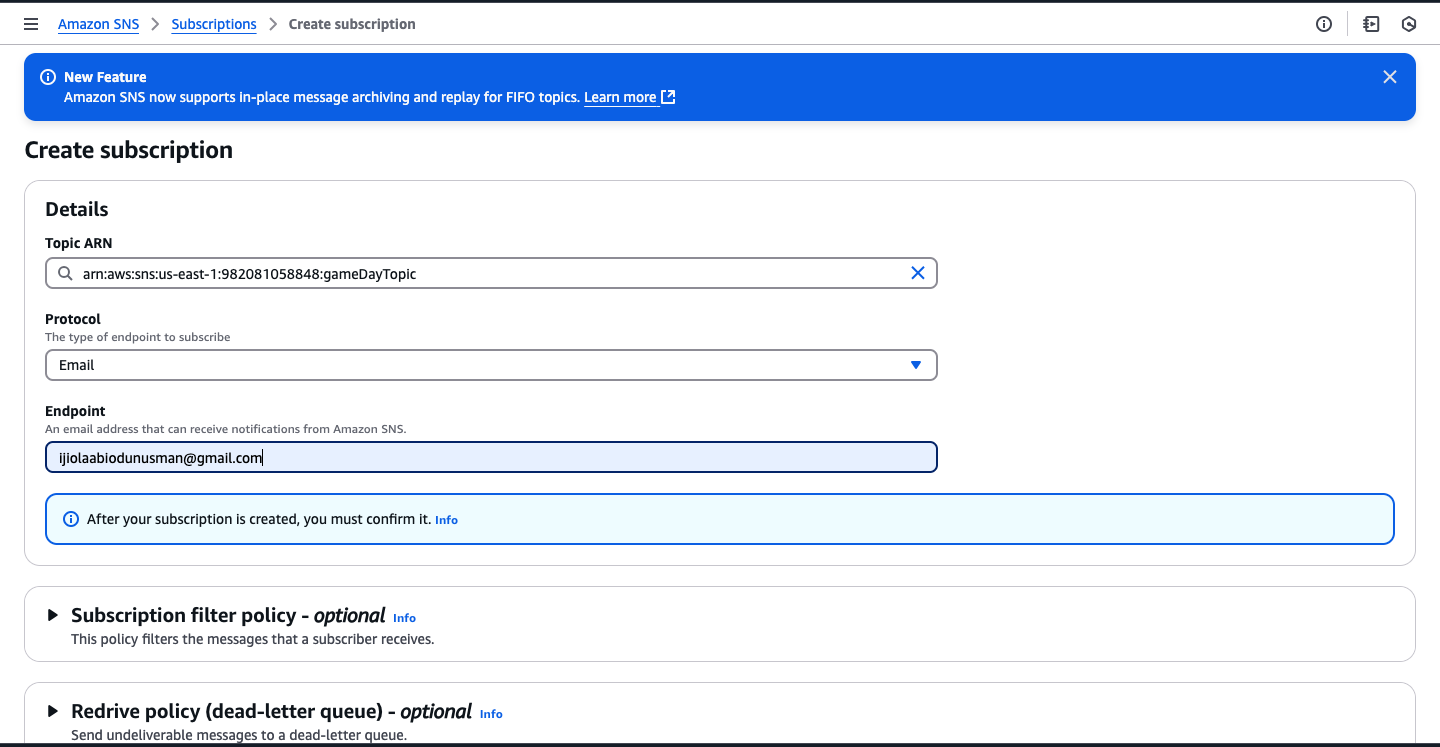 Amazon SNS > Subscriptions > Create subscription
New Feature
Amazon SNS now supports in-place message archiving and replay for FIFO topics. Learn more
Create subscription
Details
Topic ARN
arn:aws:sns:us-east-1:982081058848:gameDayTopic
Protocol
The type of endpoint to subscribe
Email
Endpoint
An email address that can receive notifications from Amazon SNS.
ijiolaabiodunusman@gmail.com
After your subscription is created, you must confirm it. Info
Subscription filter policy - optional Info
This policy filters the messages that a subscriber receives.
Redrive policy (dead-letter queue) - optional Info
Send undeliverable messages to a dead-letter queue.